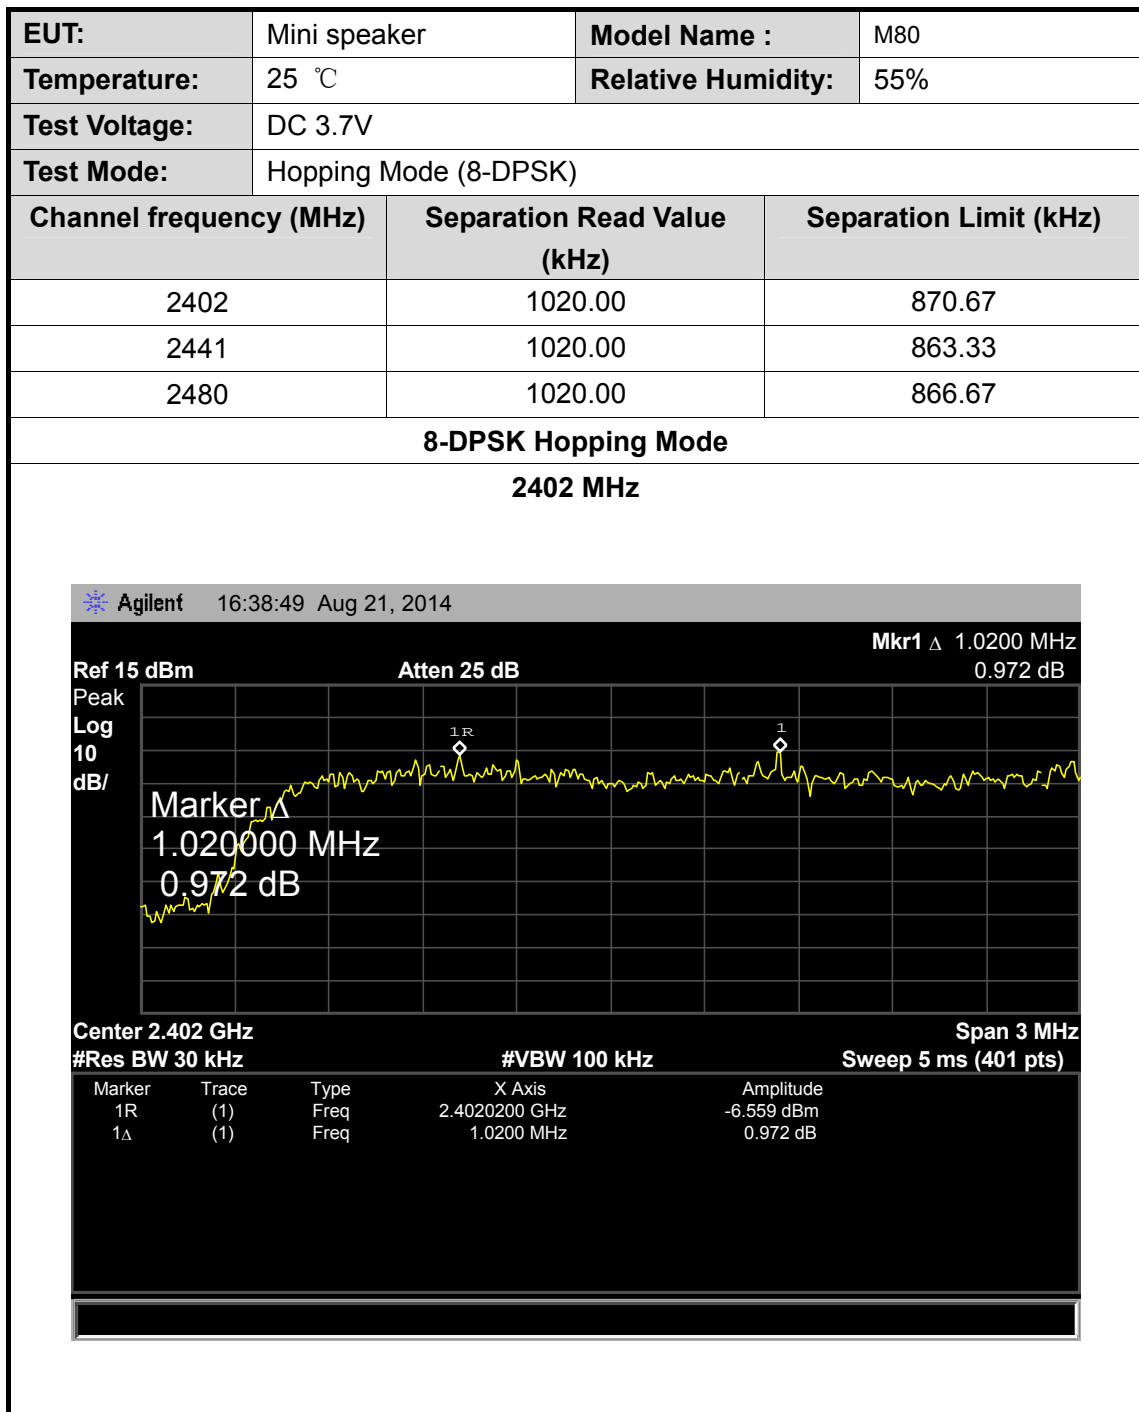 EUT: Mini speaker Model Name : M80
Temperature: 25 ℃ Relative Humidity: 55%
Test Voltage: DC 3.7V
Test Mode: Hopping Mode (8-DPSK)
Channel frequency (MHz) Separation Read Value (kHz) Separation Limit (kHz)
2402 1020.00 870.67
2441 1020.00 863.33
2480 1020.00 866.67
8-DPSK Hopping Mode
2402 MHz
Agilent 16:38:49 Aug 21, 2014
Mkr1 Δ 1.0200 MHz
Ref 15 dBm Atten 25 dB 0.972 dB
Peak
Log
10
dB/
1R
1
Marker Δ
1.020000 MHz
0.972 dB
Center 2.402 GHz Span 3 MHz
#Res BW 30 kHz #VBW 100 kHz Sweep 5 ms (401 pts)
Marker Trace Type X Axis Amplitude
1R (1) Freq 2.4020200 GHz -6.559 dBm
1Δ (1) Freq 1.0200 MHz 0.972 dB